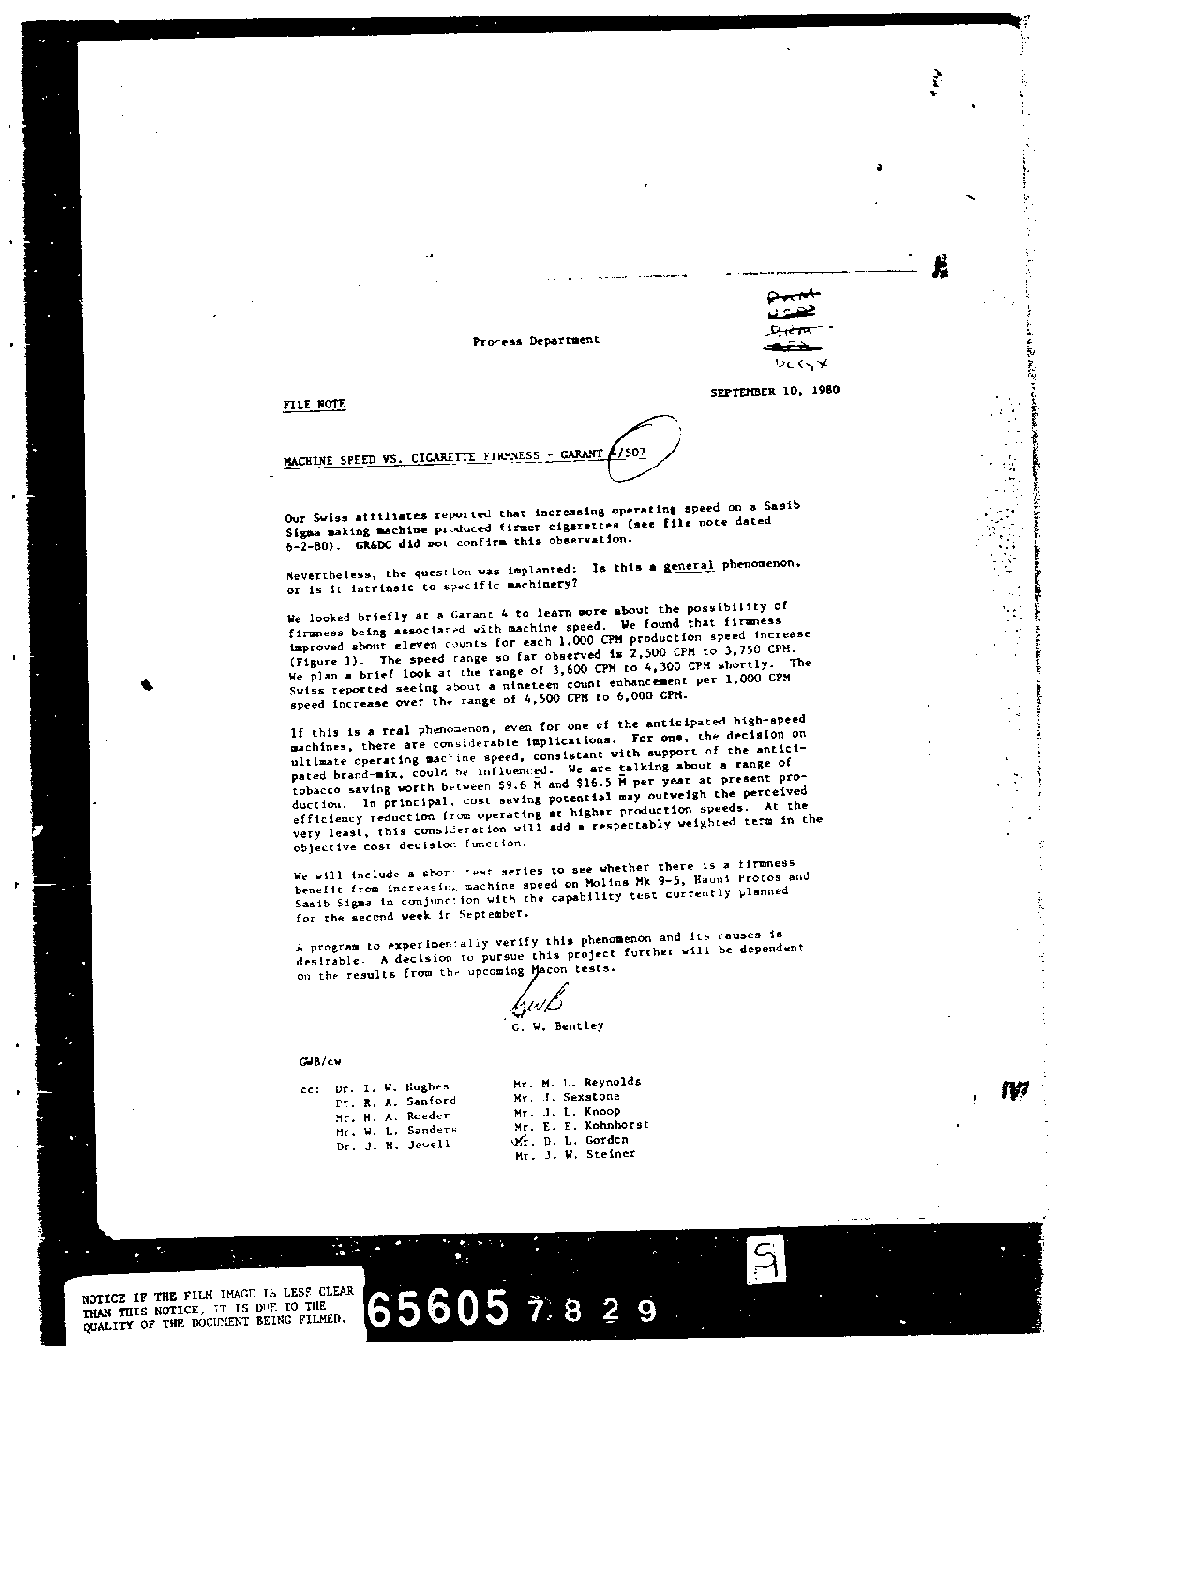 Process Department
SEPTEMBER 10, 1980
FILE NOTE
MACHINE SPEED VS. CIGARETTE FIRMNESS - GARANT /507
Our Swiss affiliates reported that increasing operating speed on a Sasib
Sigma making machine produced firmer cigarettes (see file note dated
6-2-80). GR&DC did not confirm this observation.
Nevertheless, the question was implanted: Is this a general phenomenon,
or is it intrinsic to specific machinery?
We looked briefly at a Garant 4 to learn more about the possibility of
firmness being associated with machine speed. We found that firmness
improved about eleven counts for each 1,000 CPM production speed increase
(Figure 1). The speed range so far observed is 2,500 CPM to 3,750 CPM.
We plan a brief look at the range of 3,600 CPM to 4,300 CPM shortly. The
Swiss reported seeing about a nineteen count enhancement per 1,000 CPM
speed increase over the range of 4,500 CPM to 6,000 CPM.
If this is a real phenomenon, even for one of the anticipated high-speed
machines, there are considerable implications. For one, the decision on
ultimate operating machine speed, consistant with support of the antici-
pated brand-mix, could be influenced. We are talking about a range of
tobacco saving worth between $9.6 M and $16.5 M per year at present pro-
duction. In principal, cost saving potential may outweigh the perceived
efficiency reduction from operating at higher production speeds. At the
very least, this consideration will add a respectably weighted term in the
objective cost decision function.
We will include a short test series to see whether there is a firmness
benefit from increasing machine speed on Molins Mk 9-5, Hauni Protos and
Sasib Sigma in conjunction with the capability test currently planned
for the second week in September.
A program to experimentally verify this phenomenon and its causes is
desirable. A decision to pursue this project further will be dependent
on the results from the upcoming Macon tests.
GWB
G. W. Bentley
GWB/cw
cc: Dr. I. W. Hughes
Dr. R. A. Sanford
Mr. H. A. Reeder
Mr. W. L. Sanders
Dr. J. N. Jewell
Mr. M. L. Reynolds
Mr. J. Sexstone
Mr. J. L. Knoop
Mr. E. E. Kohnhorst
Mr. D. L. Gorden
Mr. J. W. Steiner
NOTICE IF THE FILM IMAGE IS LESS CLEAR
THAN THIS NOTICE, IT IS DUE TO THE
QUALITY OF THE DOCUMENT BEING FILMED.
65605 7829